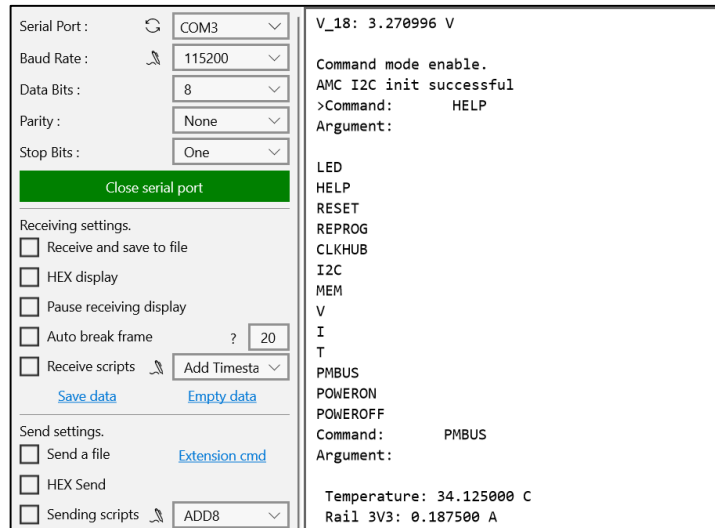 Serial Port : COM3
Baud Rate : 115200
Data Bits : 8
Parity : None
Stop Bits : One
Close serial port
Receiving settings.
Receive and save to file
HEX display
Pause receiving display
Auto break frame ? 20
Receive scripts Add Timesta
Save data Empty data
Send settings.
Send a file Extension cmd
HEX Send
Sending scripts ADD8
V_18: 3.270996 V
Command mode enable.
AMC I2C init successful
>Command: HELP
Argument:
LED
HELP
RESET
REPROG
CLKHUB
I2C
MEM
V
I
T
PMBUS
POWERON
POWEROFF
Command: PMBUS
Argument:
Temperature: 34.125000 C
Rail 3V3: 0.187500 A